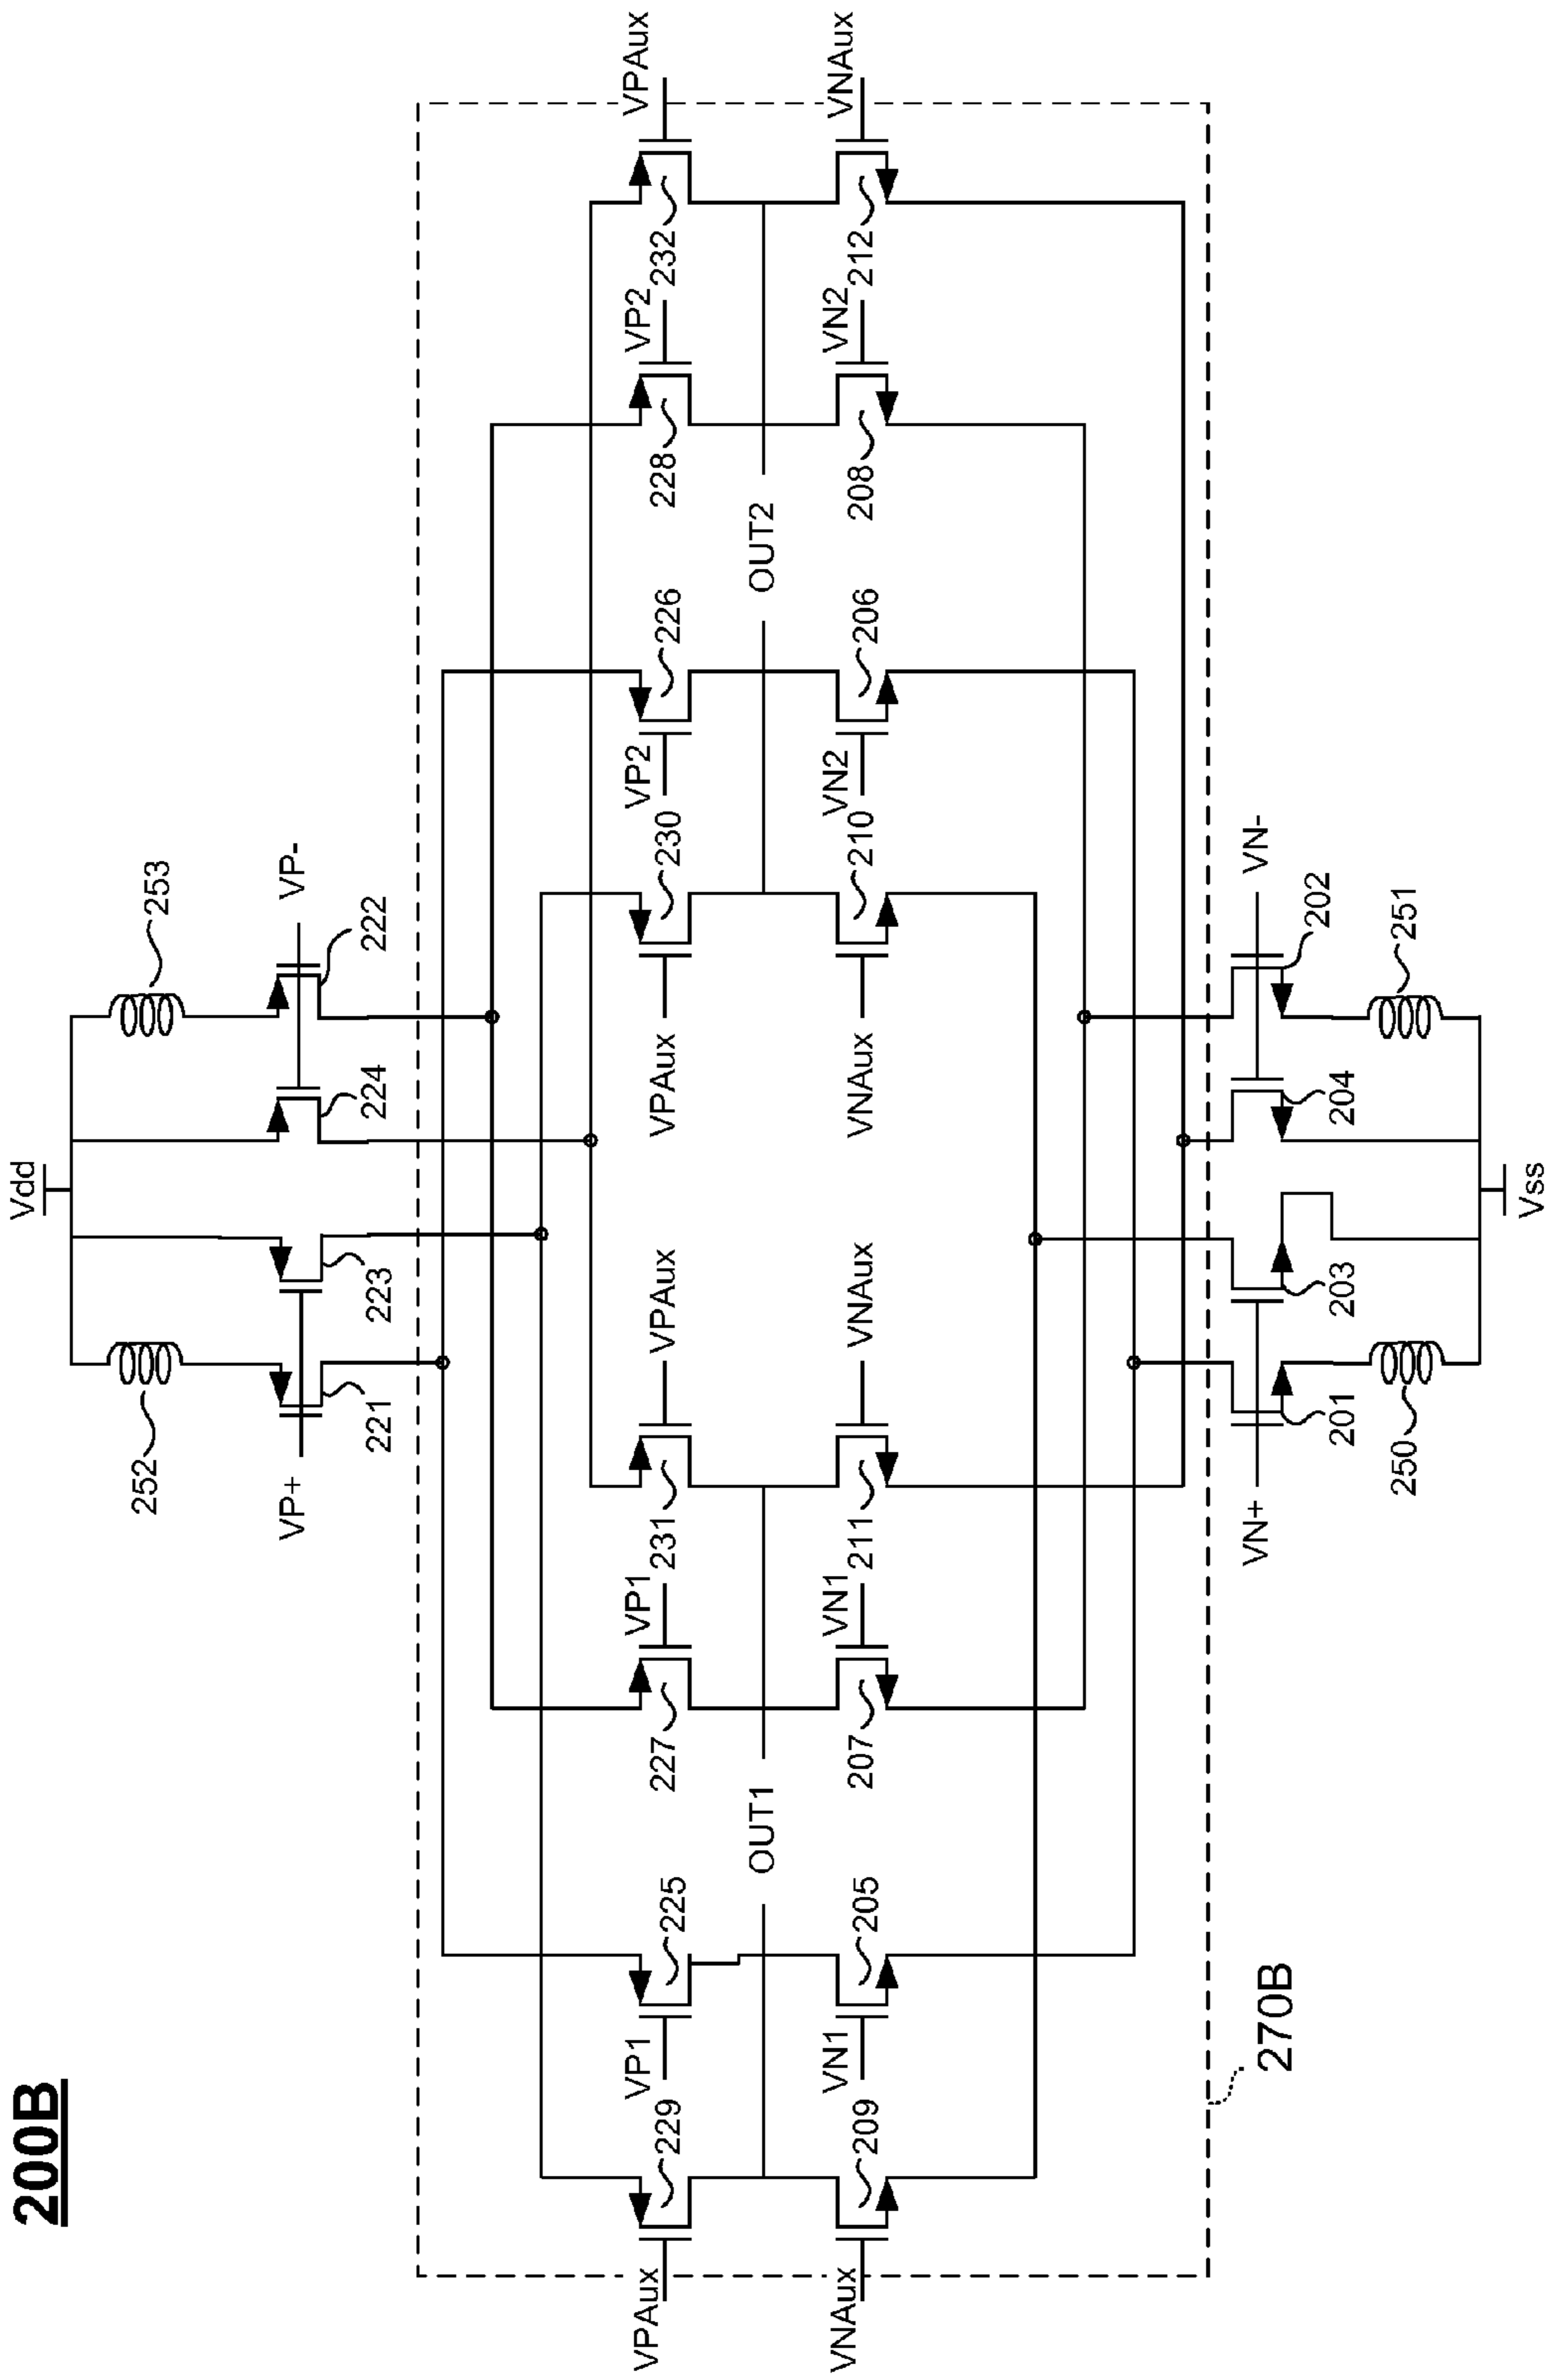 200B
Vdd
252
253
VP+
VP-
221
223
224
222
VPAux
229
VP1
225
227
VP1
231
VPAux
VPAux
230
VP2
226
228
VP2
232
VPAux
OUT1
OUT2
VNAux
209
VN1
205
207
VN1
211
VNAux
VNAux
210
VN2
206
208
VN2
212
VNAux
270B
VN+
VN-
201
203
204
202
250
251
Vss